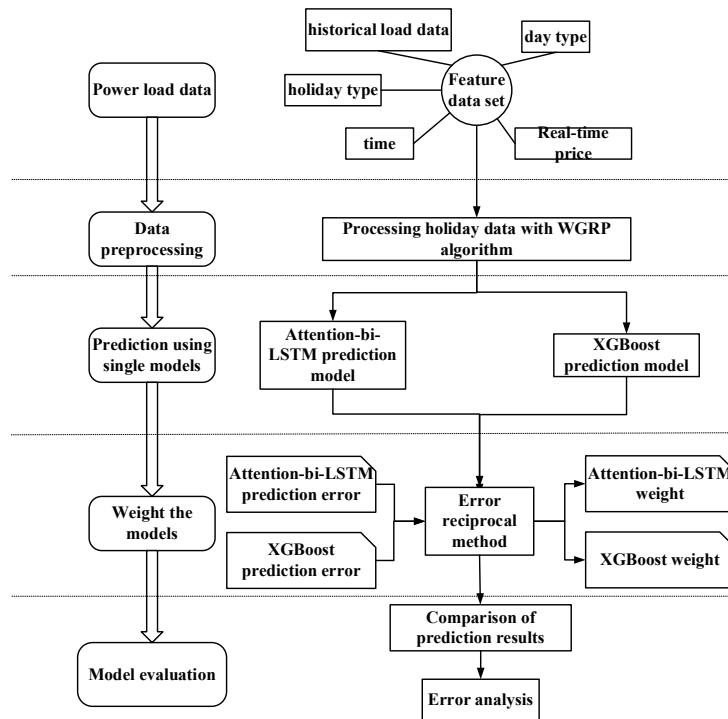 historical load data
day type
Power load data
holiday type
Feature
data set
time
Real-time
price
Data
preprocessing
Processing holiday data with WGRP
algorithm
Prediction using
single models
Attention-bi-
LSTM prediction
model
XGBoost
prediction model
Weight the
models
Attention-bi-LSTM
prediction error
XGBoost
prediction error
Error
reciprocal
method
Attention-bi-LSTM
weight
XGBoost weight
Model evaluation
Comparison of
prediction results
Error analysis